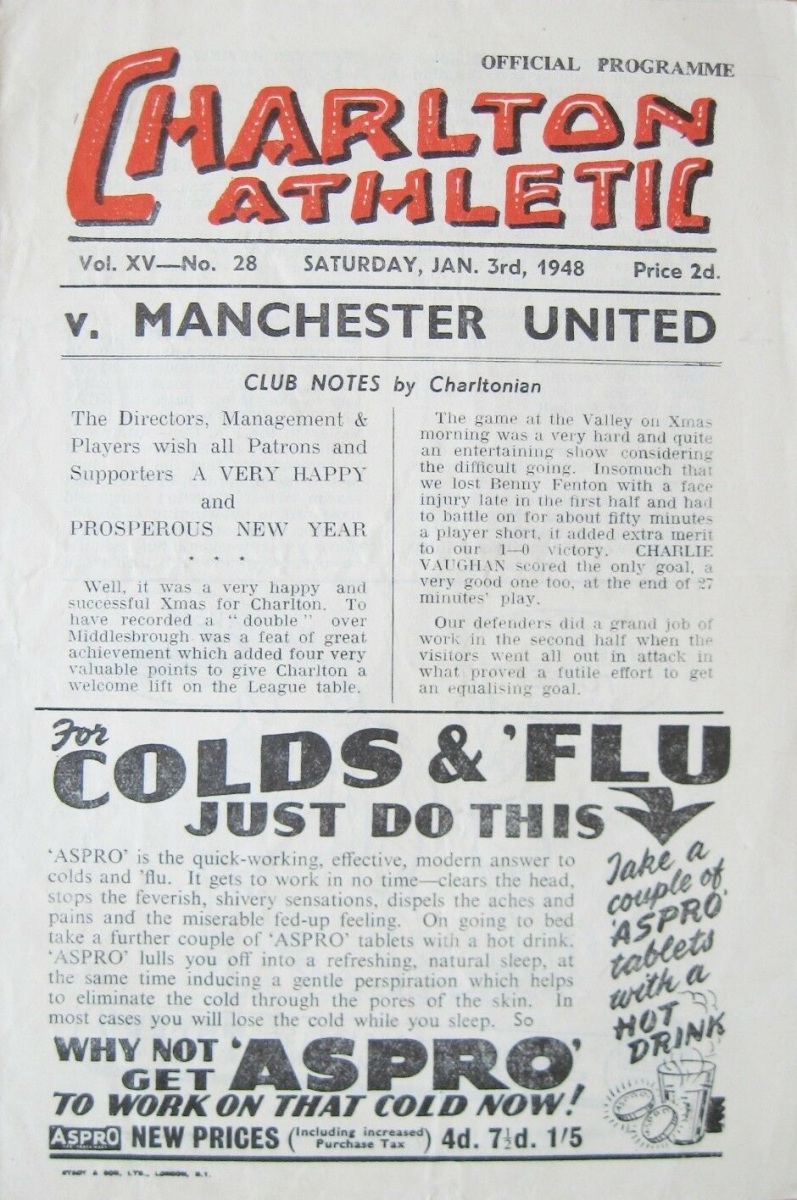 OFFICIAL PROGRAMME
CHARLTON
ATHLETIC
Vol. XV—No. 28 SATURDAY, JAN. 3rd, 1948 Price 2d.
v. MANCHESTER UNITED
CLUB NOTES by Charltonian
The Directors, Management &
Players wish all Patrons and
Supporters A VERY HAPPY
and
PROSPEROUS NEW YEAR
. . .
Well, it was a very happy and
successful Xmas for Charlton. To
have recorded a "double" over
Middlesbrough was a feat of great
achievement which added four very
valuable points to give Charlton a
welcome lift on the League table.
The game at the Valley on Xmas
morning was a very hard and quite
an entertaining show considering
the difficult going. Insomuch that
we lost Benny Fenton with a face
injury late in the first half and had
to battle on for about fifty minutes
a player short, it added extra merit
to our 1—0 victory. CHARLIE
VAUGHAN scored the only goal, a
very good one too, at the end of 27
minutes' play.
Our defenders did a grand job of
work in the second half when the
visitors went all out in attack in
what proved a futile effort to get
an equalising goal.
For
COLDS & 'FLU
JUST DO THIS
'ASPRO' is the quick-working, effective, modern answer to
colds and 'flu. It gets to work in no time—clears the head,
stops the feverish, shivery sensations, dispels the aches and
pains and the miserable fed-up feeling. On going to bed
take a further couple of 'ASPRO' tablets with a hot drink.
'ASPRO' lulls you off into a refreshing, natural sleep, at
the same time inducing a gentle perspiration which helps
to eliminate the cold through the pores of the skin. In
most cases you will lose the cold while you sleep. So
Take a
couple of
'ASPRO'
tablets
with a
HOT
DRINK
WHY NOT 'ASPRO'
GET
TO WORK ON THAT COLD NOW!
ASPRO NEW PRICES (Including increased Purchase Tax) 4d. 7½d. 1/5
& SON, LTD., LONDON,